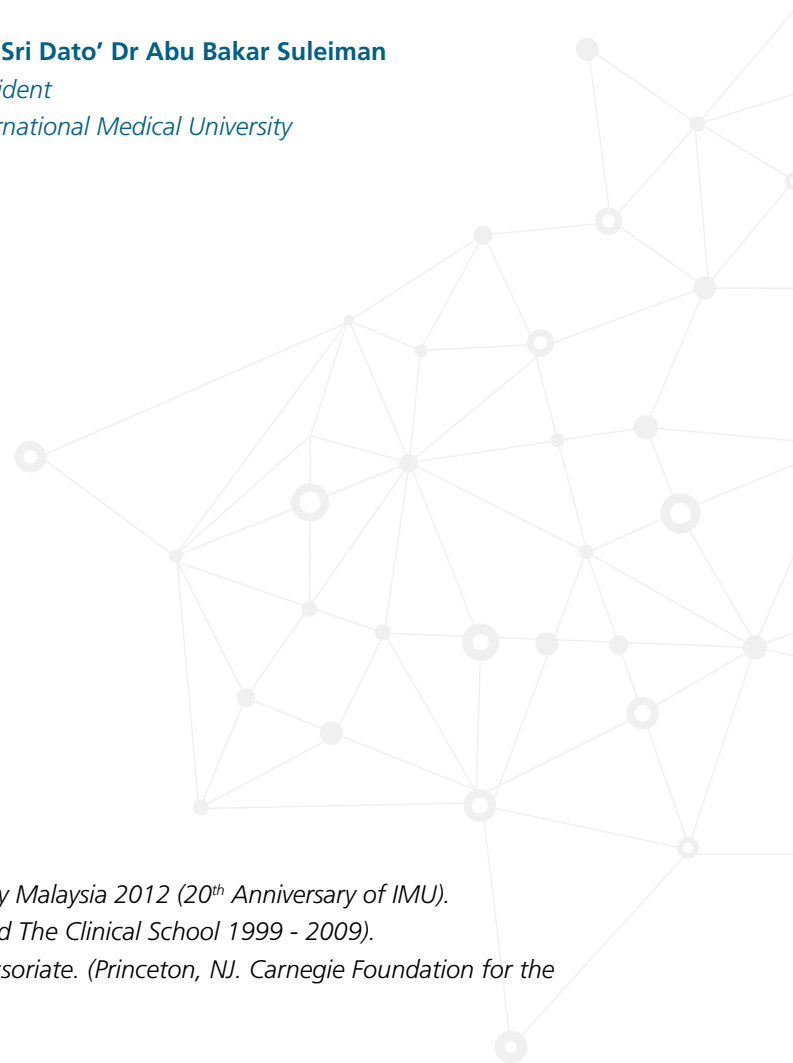 Sri Dato’ Dr Abu Bakar Suleiman
ident
rnational Medical University
y Malaysia 2012 (20th Anniversary of IMU).
d The Clinical School 1999 - 2009).
ssoriate. (Princeton, NJ. Carnegie Foundation for the